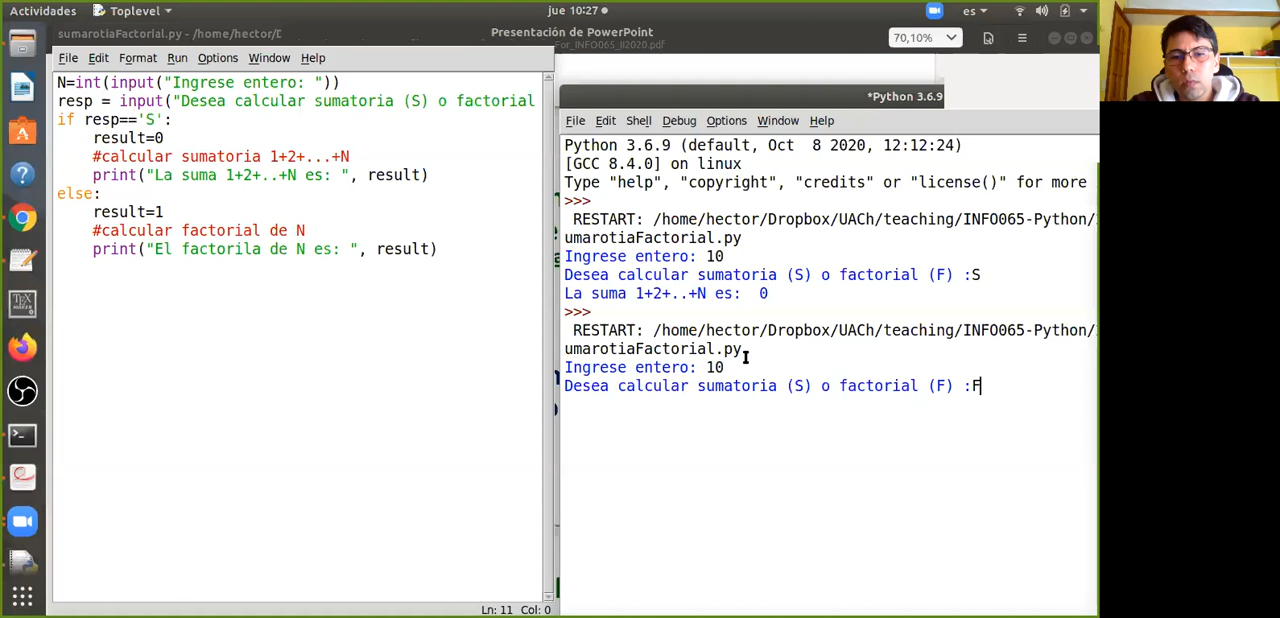 Actividades
Toplevel
jue 10:27
es
sumarotiaFactorial.py - /home/hector/D
Presentación de PowerPoint
For_INFO065_II2020.pdf
70,10%
File Edit Format Run Options Window Help
N=int(input("Ingrese entero: "))
resp = input("Desea calcular sumatoria (S) o factorial
if resp=='S':
result=0
#calcular sumatoria 1+2+...+N
print("La suma 1+2+..+N es: ", result)
else:
result=1
#calcular factorial de N
print("El factorila de N es: ", result)
Ln: 11 Col: 0
*Python 3.6.9
File Edit Shell Debug Options Window Help
Python 3.6.9 (default, Oct 8 2020, 12:12:24)
[GCC 8.4.0] on linux
Type "help", "copyright", "credits" or "license()" for more
>>>
RESTART: /home/hector/Dropbox/UACh/teaching/INFO065-Python/
umarotiaFactorial.py
Ingrese entero: 10
Desea calcular sumatoria (S) o factorial (F) :S
La suma 1+2+..+N es: 0
>>>
RESTART: /home/hector/Dropbox/UACh/teaching/INFO065-Python/
umarotiaFactorial.py
Ingrese entero: 10
Desea calcular sumatoria (S) o factorial (F) :F